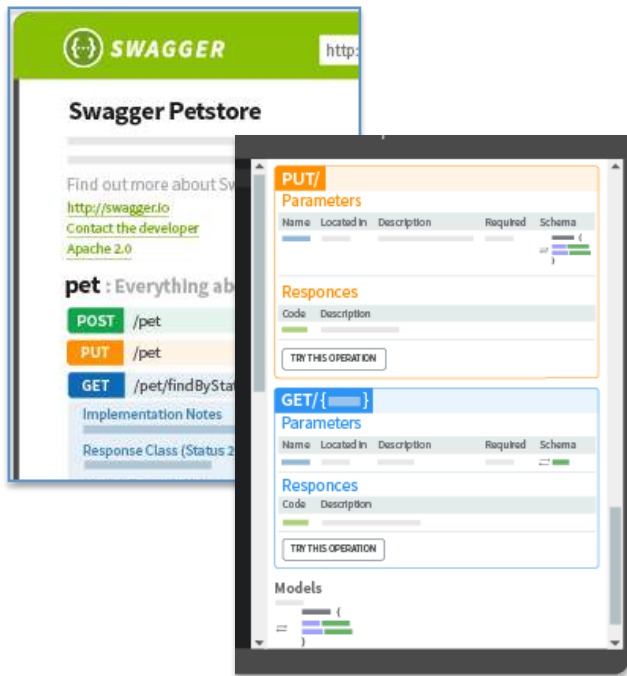 SWAGGER
http:
Swagger Petstore
Find out more about Sw
http://swagger.io
Contact the developer
Apache 2.0
pet : Everything ab
POST /pet
PUT /pet
GET /pet/findByStat
Implementation Notes
Response Class (Status 2
PUT/
Parameters
Name Located in Description Required Schema
{
}
Responces
Code Description
TRY THIS OPERATION
GET/{ }
Parameters
Name Located in Description Required Schema
Responces
Code Description
TRY THIS OPERATION
Models
{
}